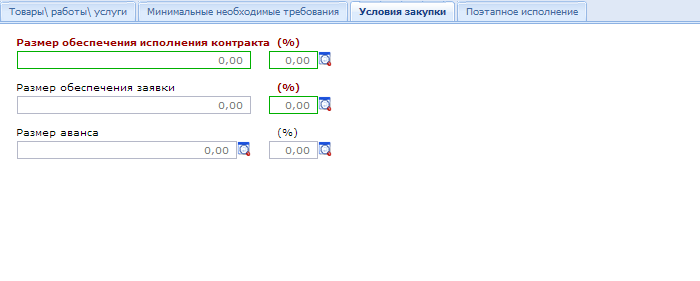 Товары\ работы\ услуги Минимальные необходимые требования Условия закупки Поэтапное исполнение
Размер обеспечения исполнения контракта (%)
0,00 0,00
Размер обеспечения заявки (%)
0,00 0,00
Размер аванса (%)
0,00 0,00